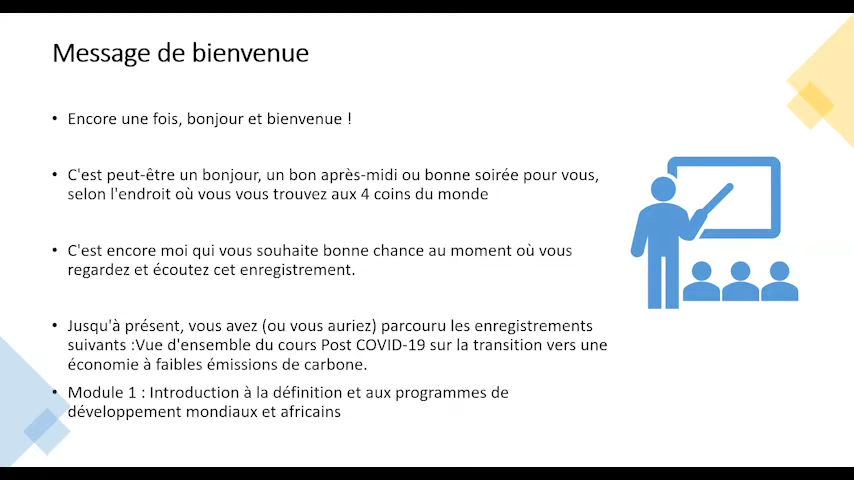 Message de bienvenue
• Encore une fois, bonjour et bienvenue !
• C'est peut-être un bonjour, un bon après-midi ou bonne soirée pour vous,
selon l'endroit où vous vous trouvez aux 4 coins du monde
• C'est encore moi qui vous souhaite bonne chance au moment où vous
regardez et écoutez cet enregistrement.
• Jusqu'à présent, vous avez (ou vous auriez) parcouru les enregistrements
suivants :Vue d'ensemble du cours Post COVID-19 sur la transition vers une
économie à faibles émissions de carbone.
• Module 1 : Introduction à la définition et aux programmes de
développement mondiaux et africains